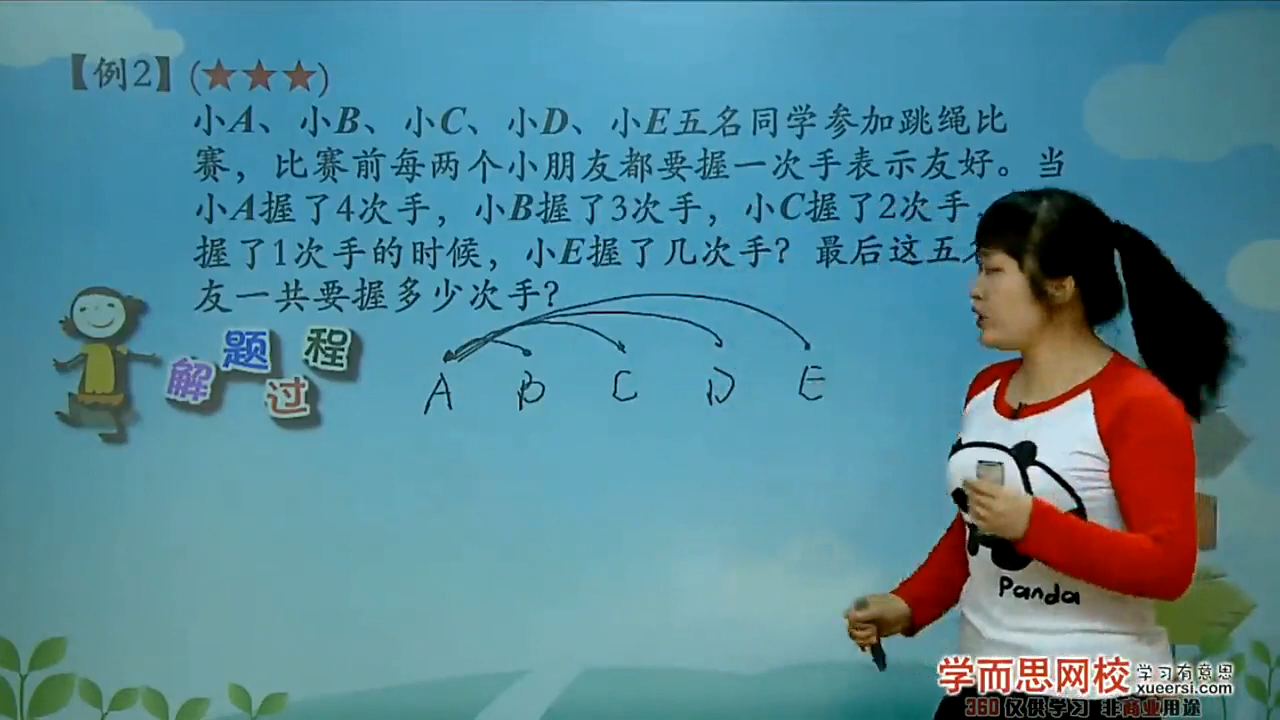 【例2】(★★★)
小A、小B、小C、小D、小E五名同学参加跳绳比
赛，比赛前每两个小朋友都要握一次手表示友好。当
小A握了4次手，小B握了3次手，小C握了2次手，
握了1次手的时候，小E握了几次手？最后这五
友一共要握多少次手？
解题过程
A B C D E
Panda
学而思网校 学习有意思
xueersi.com
360仅供学习 非商业用途